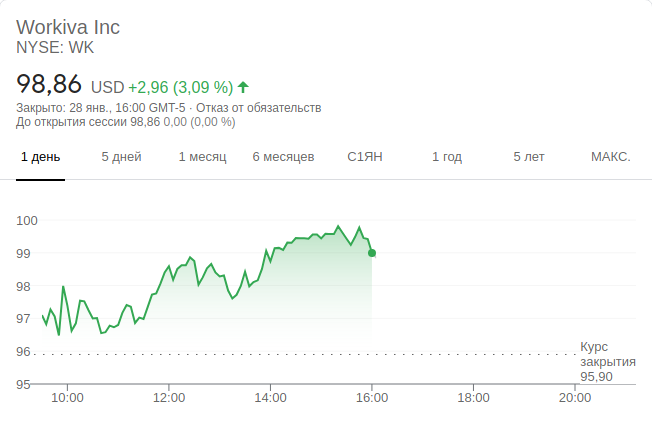 Workiva Inc
NYSE: WK
98,86 USD +2,96 (3,09 %)
Закрыто: 28 янв., 16:00 GMT-5 · Отказ от обязательств
До открытия сессии 98,86 0,00 (0,00 %)
1 день 5 дней 1 месяц 6 месяцев С1ЯН 1 год 5 лет МАКС.
100
99
98
97
96
95
Курс
закрытия
95,90
10:00 12:00 14:00 16:00 18:00 20:00